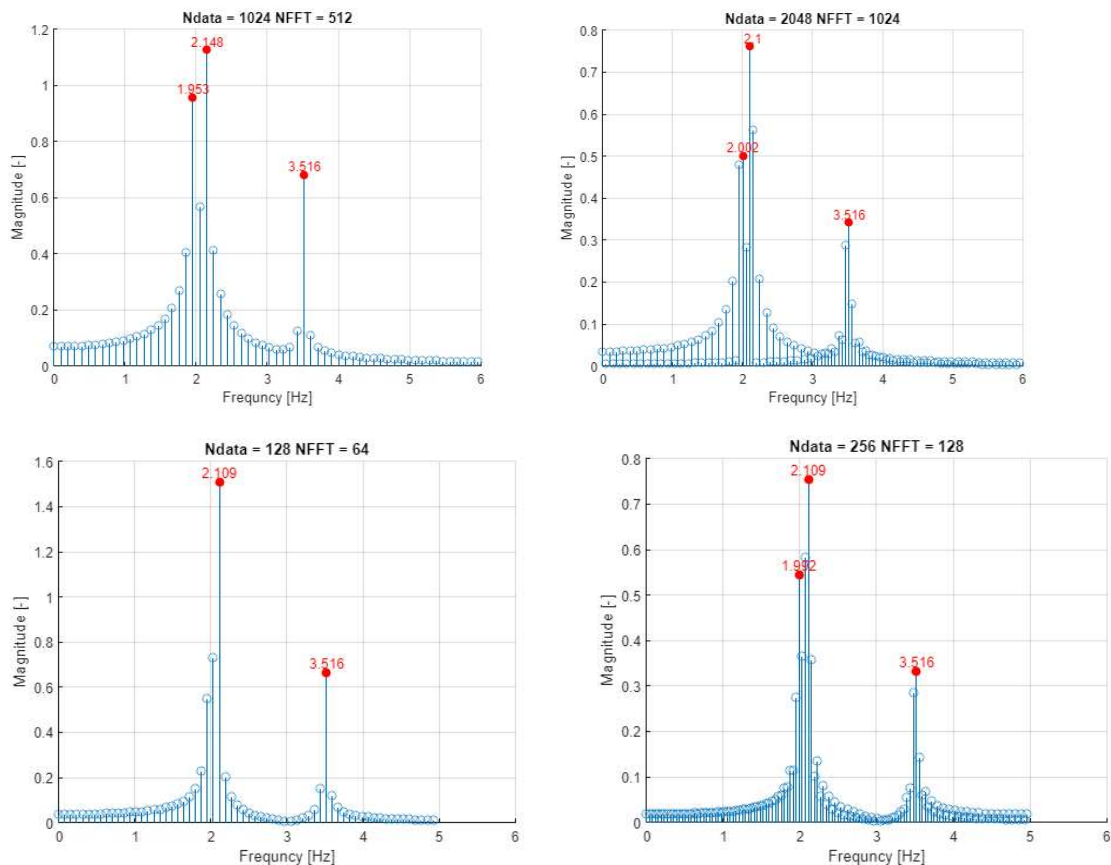 Ndata = 1024 NFFT = 512
1.2
1
0.8
0.6
0.4
0.2
0
2.148
1.953
3.516
0 1 2 3 4 5 6
Magnitude [-]
Frequncy [Hz]
Ndata = 2048 NFFT = 1024
0.8
0.7
0.6
0.5
0.4
0.3
0.2
0.1
0
2.1
2.002
3.516
0 1 2 3 4 5 6
Magnitude [-]
Frequncy [Hz]
Ndata = 128 NFFT = 64
1.6
1.4
1.2
1
0.8
0.6
0.4
0.2
0
2.109
3.516
0 1 2 3 4 5 6
Magnitude [-]
Frequncy [Hz]
Ndata = 256 NFFT = 128
0.8
0.7
0.6
0.5
0.4
0.3
0.2
0.1
0
2.109
1.992
3.516
0 1 2 3 4 5 6
Magnitude [-]
Frequncy [Hz]